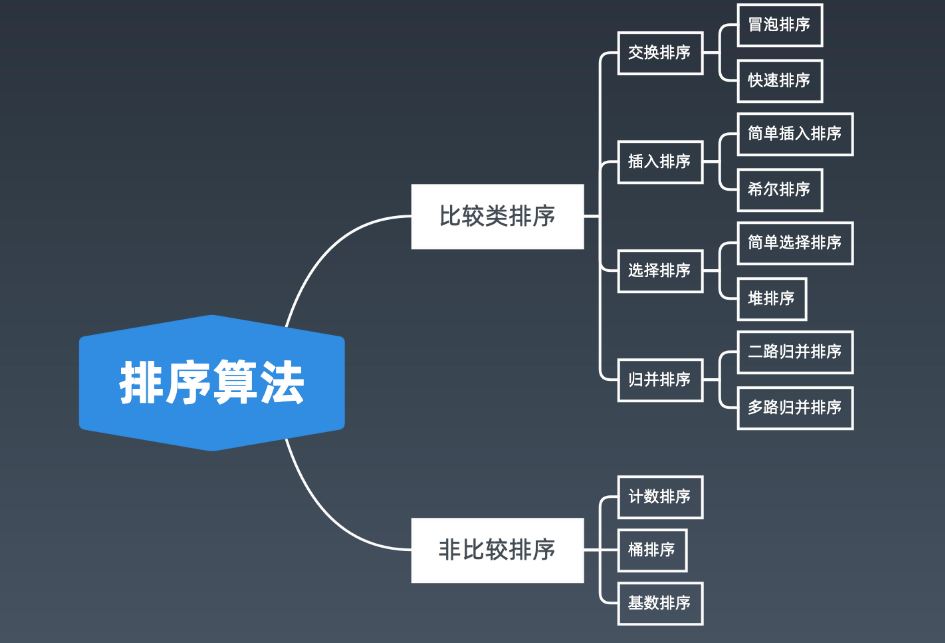 排序算法
比较类排序
交换排序
冒泡排序
快速排序
插入排序
简单插入排序
希尔排序
选择排序
简单选择排序
堆排序
归并排序
二路归并排序
多路归并排序
非比较排序
计数排序
桶排序
基数排序